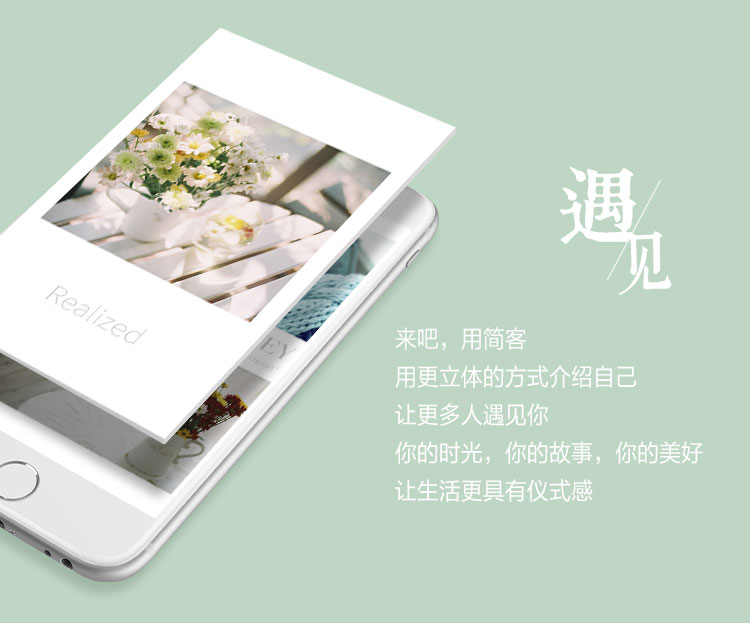 遇见
来吧，用简客
用更立体的方式介绍自己
让更多人遇见你
你的时光，你的故事，你的美好
让生活更具有仪式感
Realized